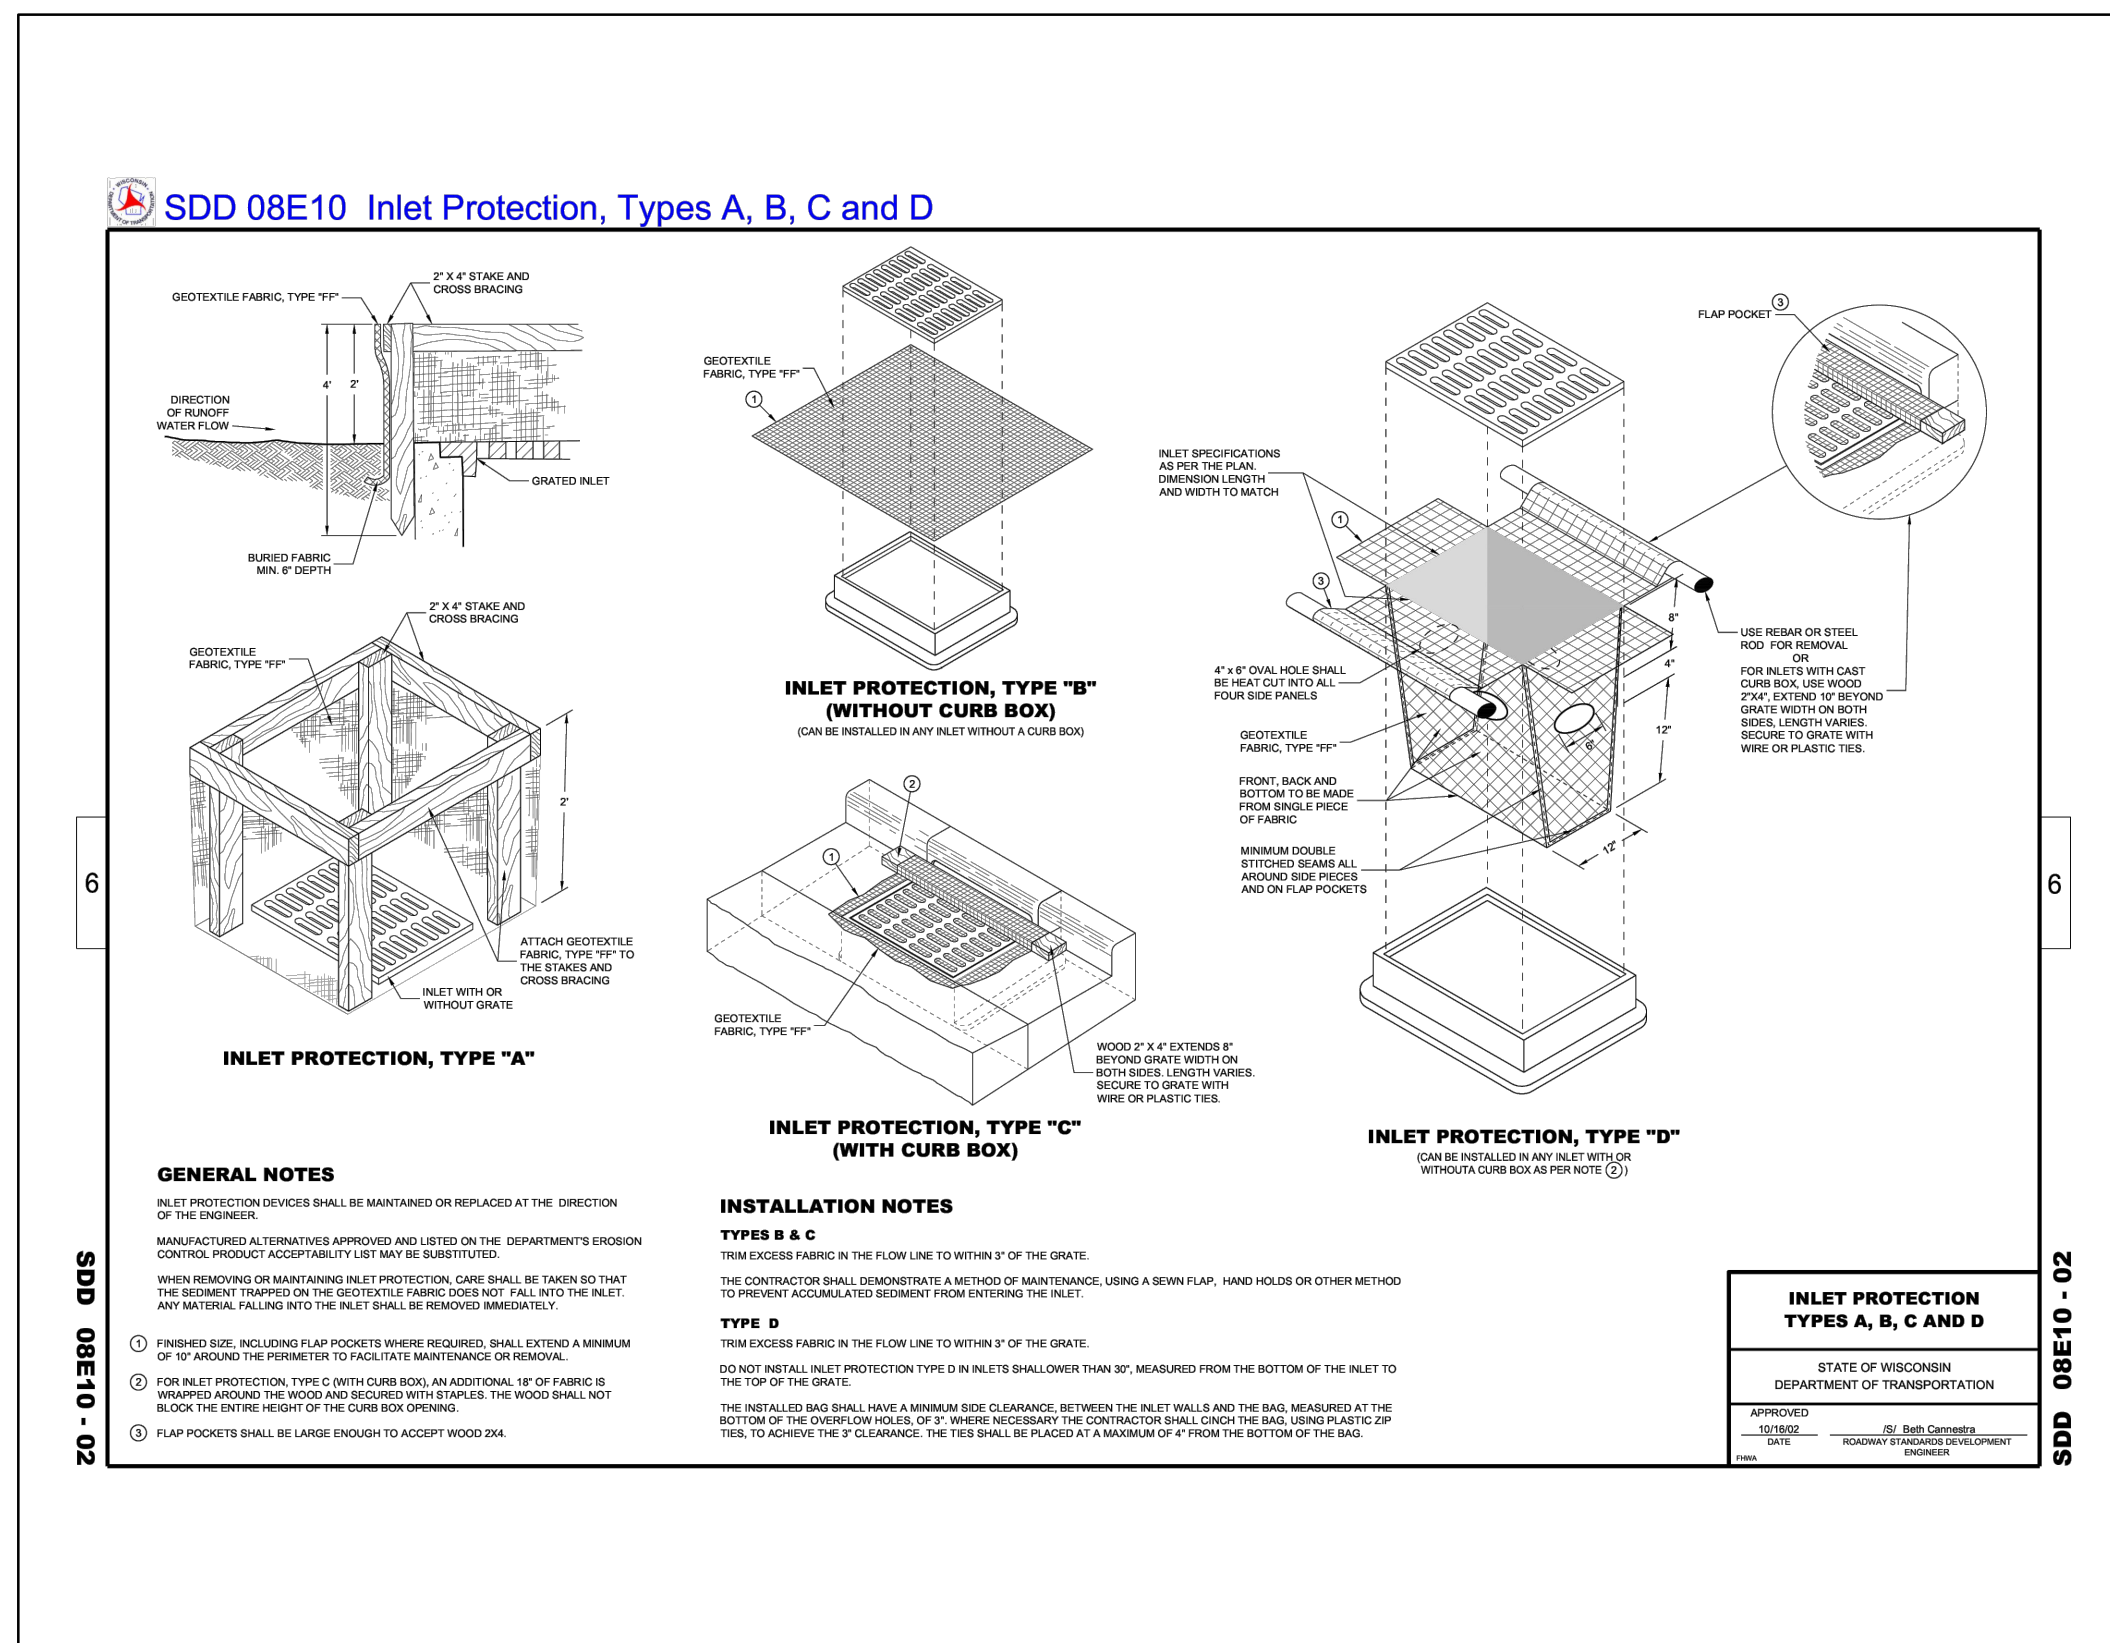 SDD 08E10 Inlet Protection, Types A, B, C and D
2" X 4" STAKE AND
CROSS BRACING
GEOTEXTILE FABRIC, TYPE "FF"
4'
2'
DIRECTION
OF RUNOFF
WATER FLOW
GRATED INLET
BURIED FABRIC
MIN. 6" DEPTH
2" X 4" STAKE AND
CROSS BRACING
GEOTEXTILE
FABRIC, TYPE "FF"
2'
ATTACH GEOTEXTILE
FABRIC, TYPE "FF" TO
THE STAKES AND
CROSS BRACING
INLET WITH OR
WITHOUT GRATE
INLET PROTECTION, TYPE "A"
GEOTEXTILE
FABRIC, TYPE "FF"
1
INLET PROTECTION, TYPE "B"
(WITHOUT CURB BOX)
(CAN BE INSTALLED IN ANY INLET WITHOUT A CURB BOX)
2
1
GEOTEXTILE
FABRIC, TYPE "FF"
WOOD 2" X 4" EXTENDS 8"
BEYOND GRATE WIDTH ON
BOTH SIDES. LENGTH VARIES.
SECURE TO GRATE WITH
WIRE OR PLASTIC TIES.
INLET PROTECTION, TYPE "C"
(WITH CURB BOX)
3
FLAP POCKET
INLET SPECIFICATIONS
AS PER THE PLAN.
DIMENSION LENGTH
AND WIDTH TO MATCH
1
3
8"
4"
12"
6"
12"
USE REBAR OR STEEL
ROD FOR REMOVAL
OR
FOR INLETS WITH CAST
CURB BOX, USE WOOD
2"X4", EXTEND 10" BEYOND
GRATE WIDTH ON BOTH
SIDES, LENGTH VARIES.
SECURE TO GRATE WITH
WIRE OR PLASTIC TIES.
4" x 6" OVAL HOLE SHALL
BE HEAT CUT INTO ALL
FOUR SIDE PANELS
GEOTEXTILE
FABRIC, TYPE "FF"
FRONT, BACK AND
BOTTOM TO BE MADE
FROM SINGLE PIECE
OF FABRIC
MINIMUM DOUBLE
STITCHED SEAMS ALL
AROUND SIDE PIECES
AND ON FLAP POCKETS
INLET PROTECTION, TYPE "D"
(CAN BE INSTALLED IN ANY INLET WITH OR
WITHOUTA CURB BOX AS PER NOTE 2 )
6
6
GENERAL NOTES
INLET PROTECTION DEVICES SHALL BE MAINTAINED OR REPLACED AT THE DIRECTION
OF THE ENGINEER.
MANUFACTURED ALTERNATIVES APPROVED AND LISTED ON THE DEPARTMENT'S EROSION
CONTROL PRODUCT ACCEPTABILITY LIST MAY BE SUBSTITUTED.
WHEN REMOVING OR MAINTAINING INLET PROTECTION, CARE SHALL BE TAKEN SO THAT
THE SEDIMENT TRAPPED ON THE GEOTEXTILE FABRIC DOES NOT FALL INTO THE INLET.
ANY MATERIAL FALLING INTO THE INLET SHALL BE REMOVED IMMEDIATELY.
1 FINISHED SIZE, INCLUDING FLAP POCKETS WHERE REQUIRED, SHALL EXTEND A MINIMUM
OF 10" AROUND THE PERIMETER TO FACILITATE MAINTENANCE OR REMOVAL.
2 FOR INLET PROTECTION, TYPE C (WITH CURB BOX), AN ADDITIONAL 18" OF FABRIC IS
WRAPPED AROUND THE WOOD AND SECURED WITH STAPLES. THE WOOD SHALL NOT
BLOCK THE ENTIRE HEIGHT OF THE CURB BOX OPENING.
3 FLAP POCKETS SHALL BE LARGE ENOUGH TO ACCEPT WOOD 2X4.
INSTALLATION NOTES
TYPES B & C
TRIM EXCESS FABRIC IN THE FLOW LINE TO WITHIN 3" OF THE GRATE.
THE CONTRACTOR SHALL DEMONSTRATE A METHOD OF MAINTENANCE, USING A SEWN FLAP, HAND HOLDS OR OTHER METHOD
TO PREVENT ACCUMULATED SEDIMENT FROM ENTERING THE INLET.
TYPE D
TRIM EXCESS FABRIC IN THE FLOW LINE TO WITHIN 3" OF THE GRATE.
DO NOT INSTALL INLET PROTECTION TYPE D IN INLETS SHALLOWER THAN 30", MEASURED FROM THE BOTTOM OF THE INLET TO
THE TOP OF THE GRATE.
THE INSTALLED BAG SHALL HAVE A MINIMUM SIDE CLEARANCE, BETWEEN THE INLET WALLS AND THE BAG, MEASURED AT THE
BOTTOM OF THE OVERFLOW HOLES, OF 3". WHERE NECESSARY THE CONTRACTOR SHALL CINCH THE BAG, USING PLASTIC ZIP
TIES, TO ACHIEVE THE 3" CLEARANCE. THE TIES SHALL BE PLACED AT A MAXIMUM OF 4" FROM THE BOTTOM OF THE BAG.
INLET PROTECTION
TYPES A, B, C AND D
STATE OF WISCONSIN
DEPARTMENT OF TRANSPORTATION
APPROVED
10/16/02 /S/ Beth Cannestra
DATE ROADWAY STANDARDS DEVELOPMENT
ENGINEER
FHWA
SDD 08E10 - 02
SDD 08E10 - 02
WISCONSIN
DEPARTMENT OF TRANSPORTATION